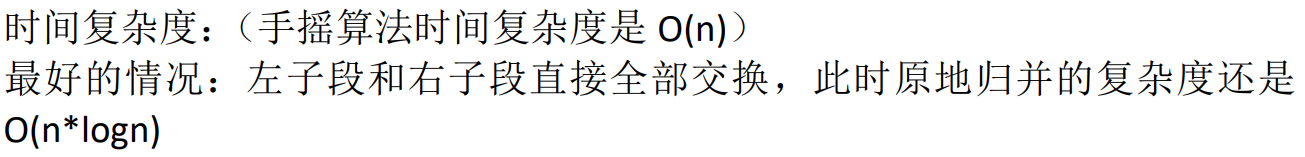 时间复杂度：（手摇算法时间复杂度是 O(n)）
最好的情况：左子段和右子段直接全部交换，此时原地归并的复杂度还是
O(n*logn)